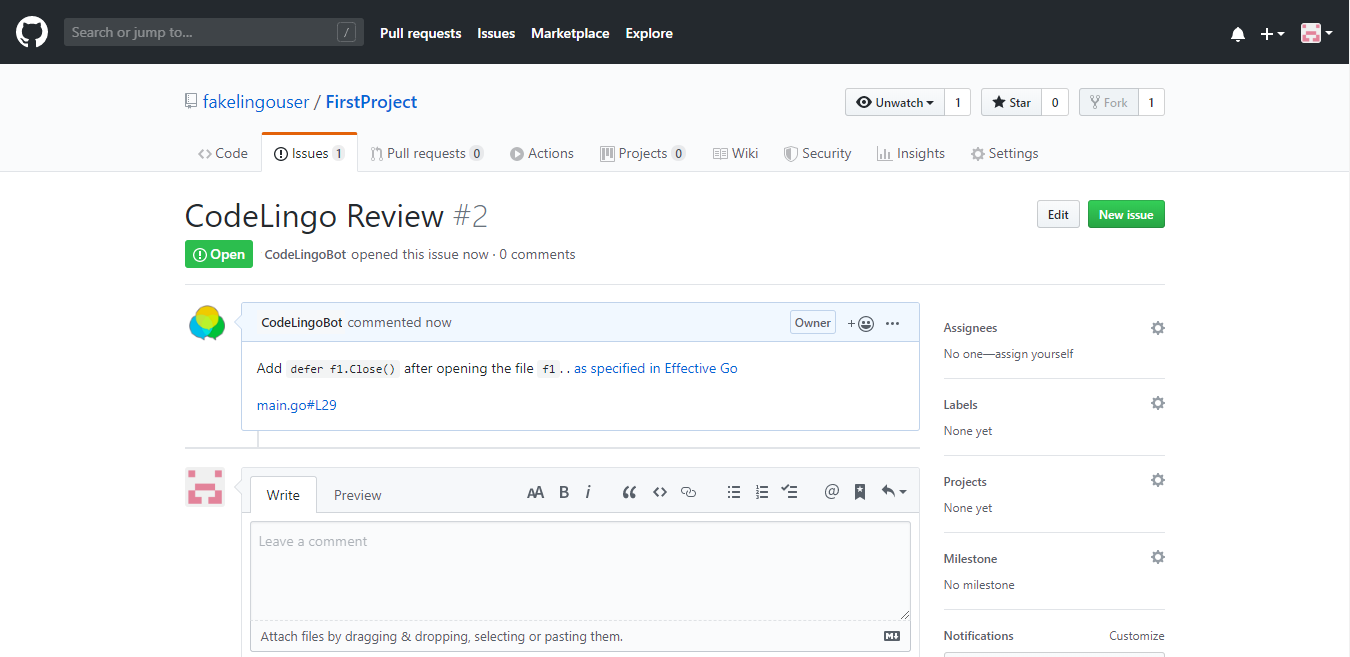 Search or jump to... /
Pull requests Issues Marketplace Explore
fakelingouser / FirstProject
Unwatch 1 Star 0 Fork 1
Code Issues 1 Pull requests 0 Actions Projects 0 Wiki Security Insights Settings
CodeLingo Review #2
Edit New issue
Open CodeLingoBot opened this issue now · 0 comments
CodeLingoBot commented now
Owner
Add defer f1.Close() after opening the file f1 . . as specified in Effective Go
main.go#L29
Assignees
No one—assign yourself
Labels
None yet
Projects
None yet
Milestone
No milestone
Notifications Customize
Write Preview
AA B i
Leave a comment
Attach files by dragging & dropping, selecting or pasting them.